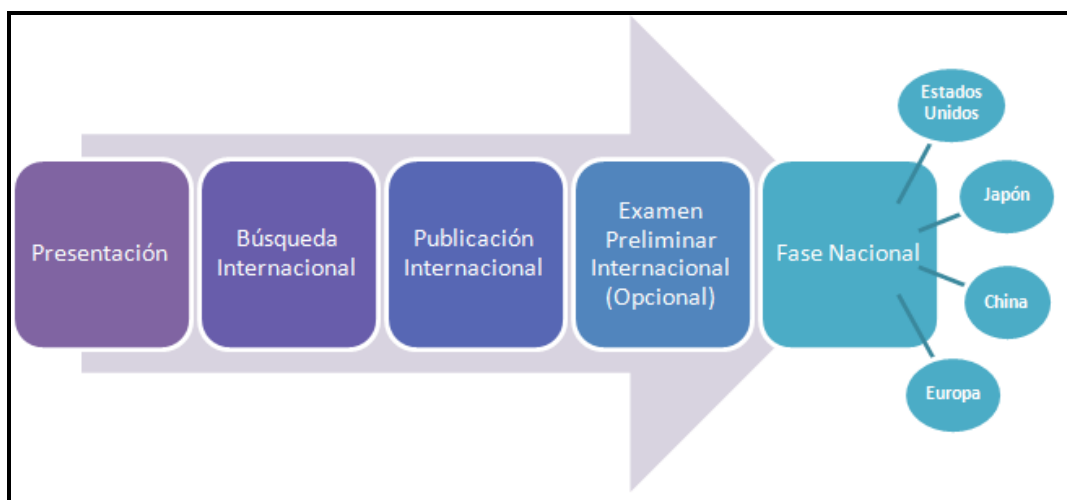 Presentación
Búsqueda
Internacional
Publicación
Internacional
Examen
Preliminar
Internacional
(Opcional)
Fase Nacional
Estados
Unidos
Japón
China
Europa